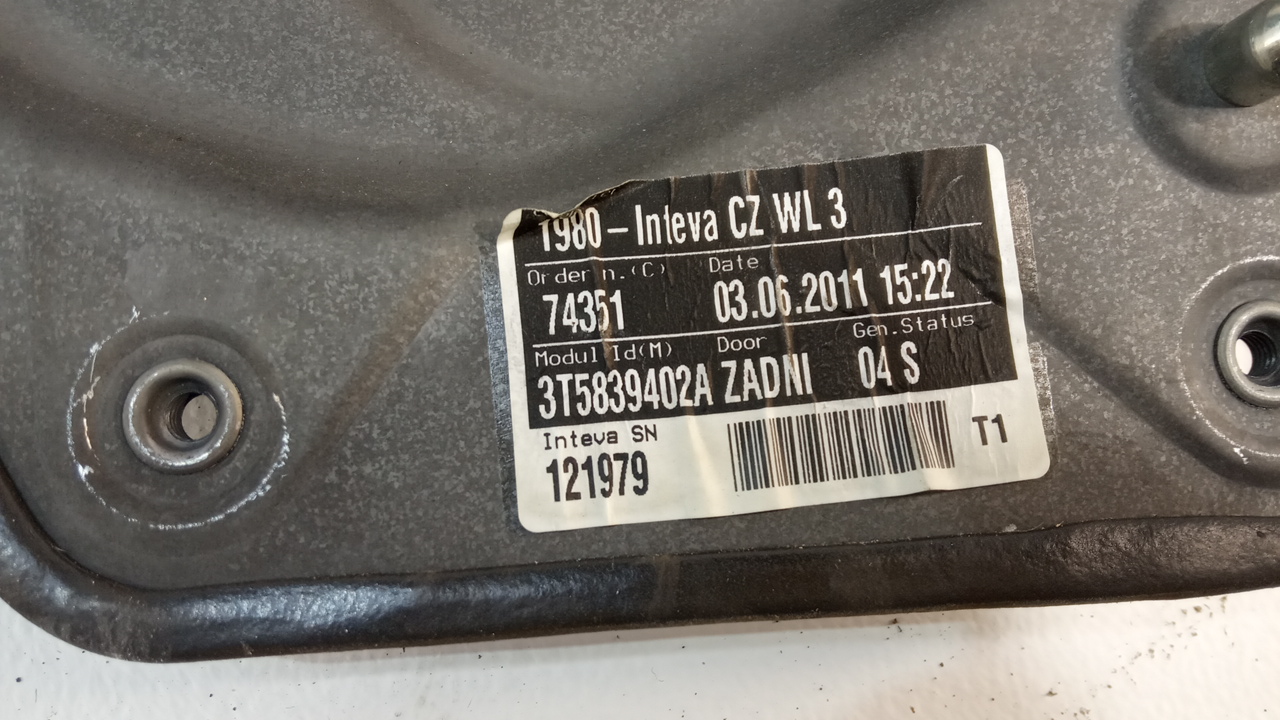 1980 - Inteva CZ WL 3
Order n.(C) Date
74351 03.06.2011 15:22
Modul Id(M) Door Gen.Status
3T5839402A ZADNI 04 S
Inteva SN
121979 T1